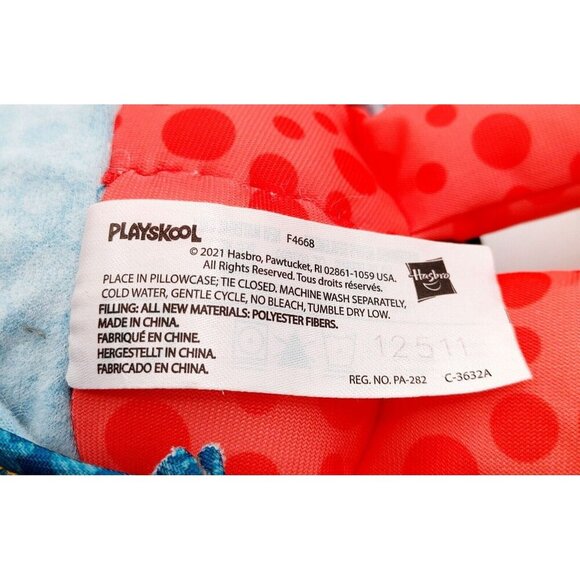 PLAYSKOOL
F4668
© 2021 Hasbro, Pawtucket, RI 02861-1059 USA.
All Rights Reserved. Tous droits réservés.
Hasbro
PLACE IN PILLOWCASE; TIE CLOSED. MACHINE WASH SEPARATELY,
COLD WATER, GENTLE CYCLE, NO BLEACH, TUMBLE DRY LOW.
FILLING: ALL NEW MATERIALS: POLYESTER FIBERS.
MADE IN CHINA.
FABRIQUÉ EN CHINE.
HERGESTELLT IN CHINA.
FABRICADO EN CHINA.
12511
REG. NO. PA-282 C-3632A